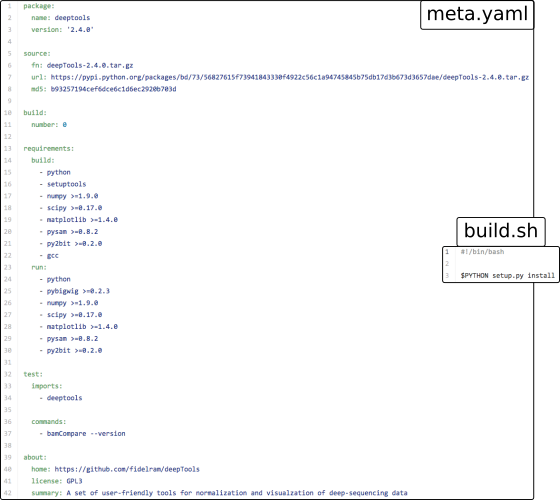 meta.yaml
1 package:
2   name: deeptools
3   version: '2.4.0'
4
5 source:
6   fn: deepTools-2.4.0.tar.gz
7   url: https://pypi.python.org/packages/bd/73/56827615f73941843330f4922c56c1a94745845b75db17d3b673d3657dae/deepTools-2.4.0.tar.gz
8   md5: b93257194cef6dce6c1d6ec2920b703d
9
10 build:
11   number: 0
12
13 requirements:
14   build:
15     - python
16     - setuptools
17     - numpy >=1.9.0
18     - scipy >=0.17.0
19     - matplotlib >=1.4.0
20     - pysam >=0.8.2
21     - py2bit >=0.2.0
22     - gcc
23   run:
24     - python
25     - pybigwig >=0.2.3
26     - numpy >=1.9.0
27     - scipy >=0.17.0
28     - matplotlib >=1.4.0
29     - pysam >=0.8.2
30     - py2bit >=0.2.0
31
32 test:
33   imports:
34     - deeptools
35
36   commands:
37     - bamCompare --version
38
39 about:
40   home: https://github.com/fidelram/deepTools
41   license: GPL3
42   summary: A set of user-friendly tools for normalization and visualzation of deep-sequencing data
build.sh
1 #!/bin/bash
2
3 $PYTHON setup.py install